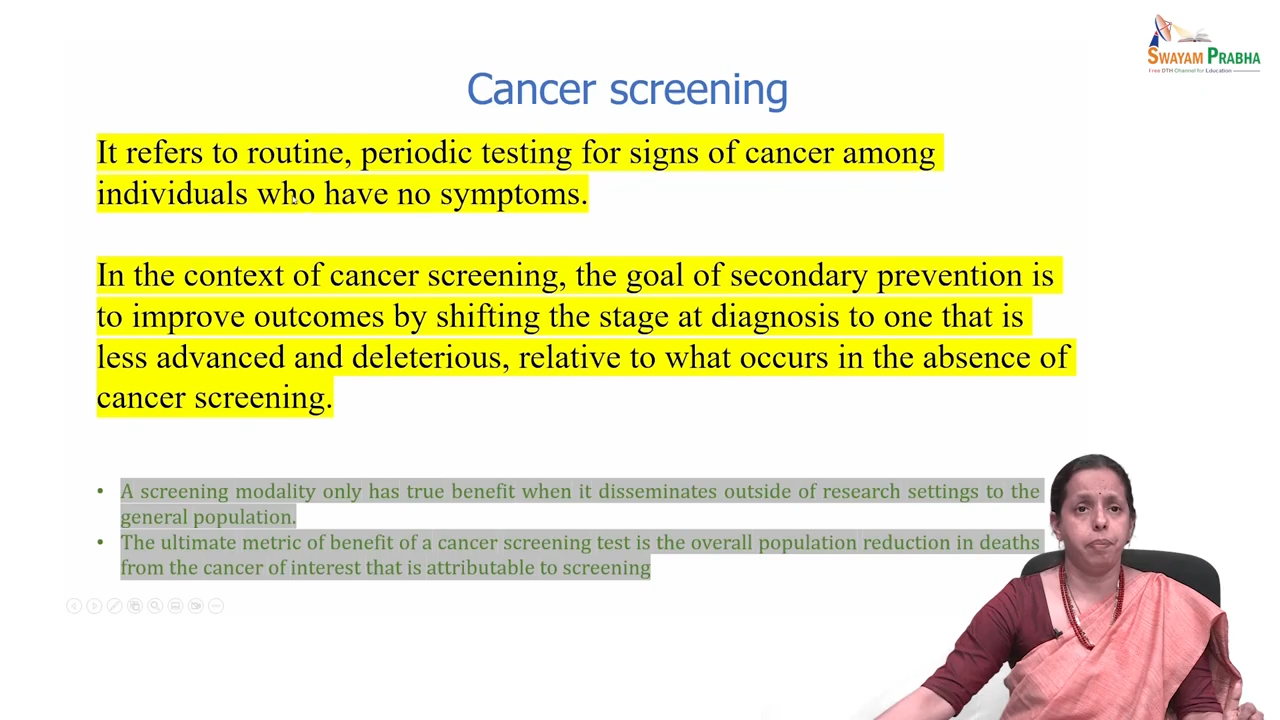 SWAYAM PRABHA
Free DTH Channel for Education
Cancer screening
It refers to routine, periodic testing for signs of cancer among
individuals who have no symptoms.
In the context of cancer screening, the goal of secondary prevention is
to improve outcomes by shifting the stage at diagnosis to one that is
less advanced and deleterious, relative to what occurs in the absence of
cancer screening.
• A screening modality only has true benefit when it disseminates outside of research settings to the
general population.
• The ultimate metric of benefit of a cancer screening test is the overall population reduction in deaths
from the cancer of interest that is attributable to screening